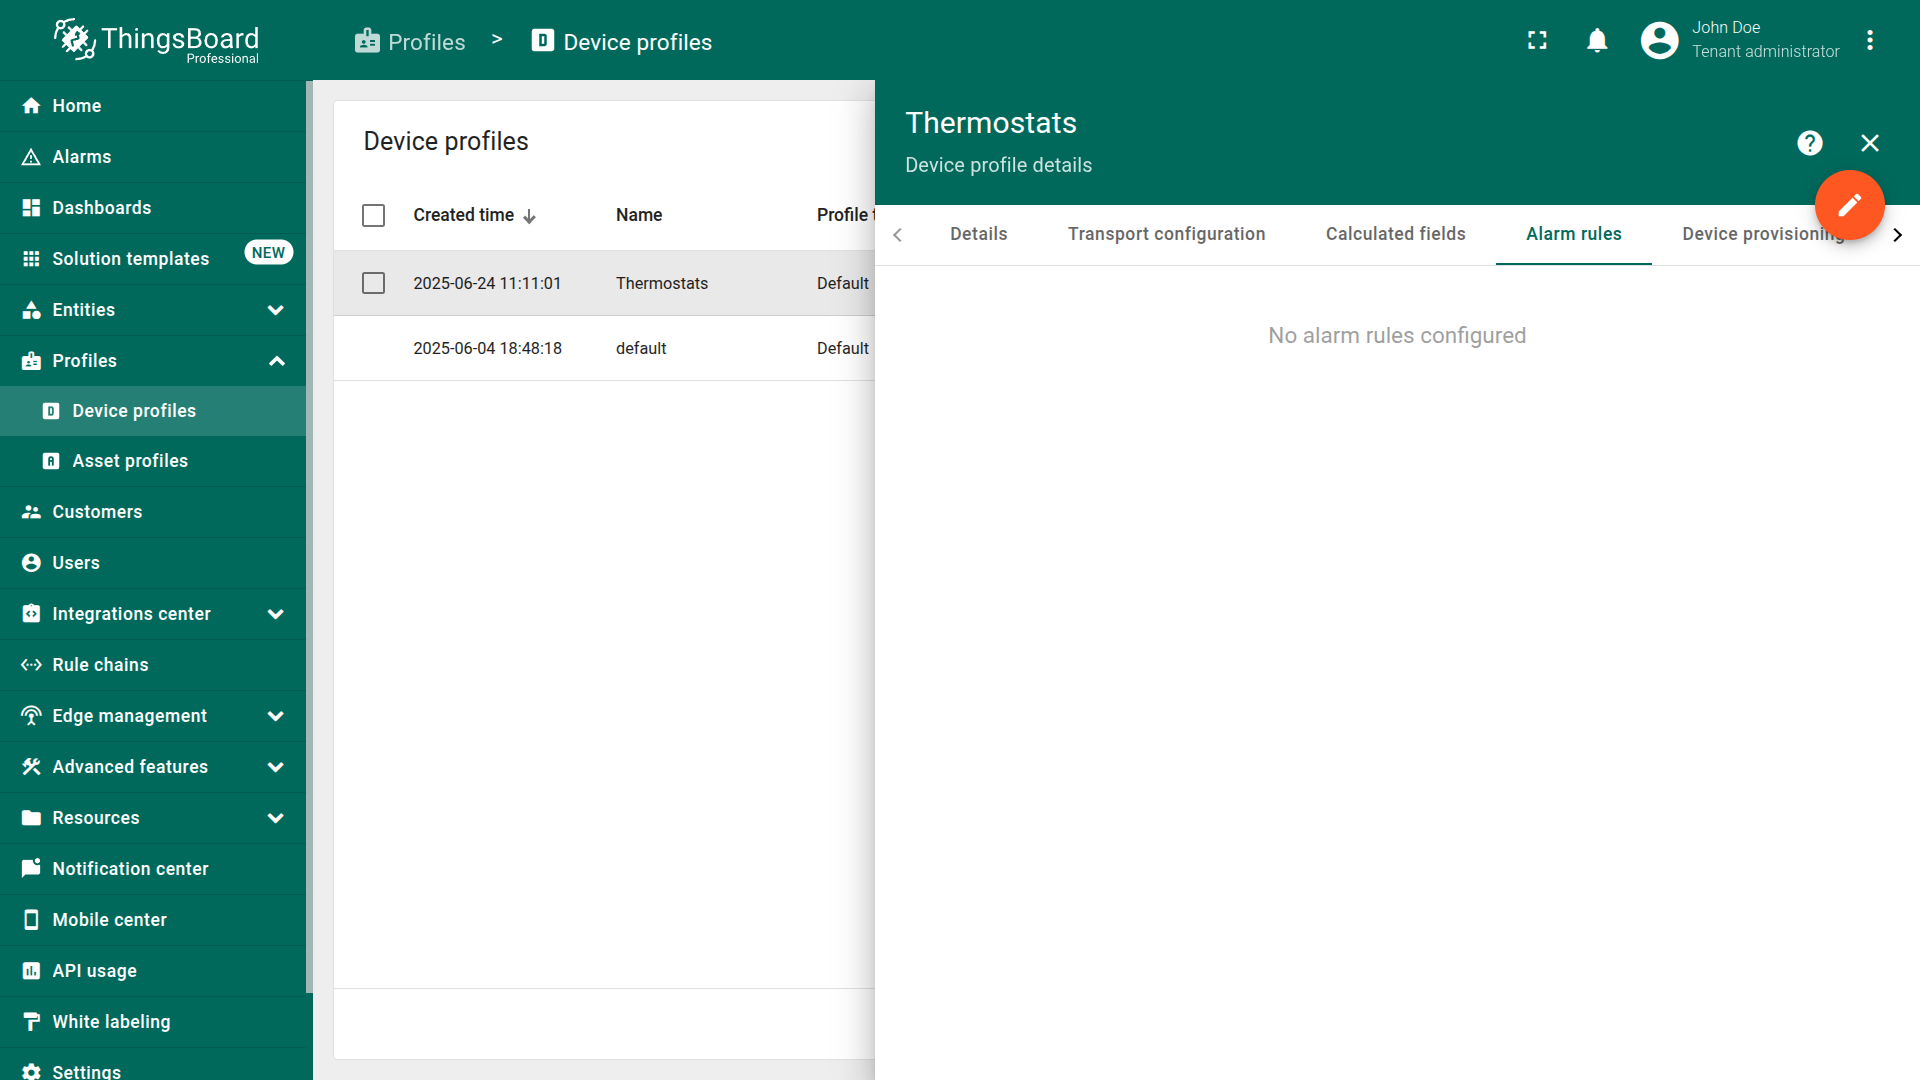 ThingsBoard
Professional
Profiles > Device profiles
John Doe
Tenant administrator
Home
Alarms
Dashboards
Solution templates NEW
Entities
Profiles
Device profiles
Asset profiles
Customers
Users
Integrations center
Rule chains
Edge management
Advanced features
Resources
Notification center
Mobile center
API usage
White labeling
Settings
Device profiles
Created time Name Profile
2025-06-24 11:11:01 Thermostats Default
2025-06-04 18:48:18 default Default
Thermostats
Device profile details
Details Transport configuration Calculated fields Alarm rules Device provisioning
No alarm rules configured